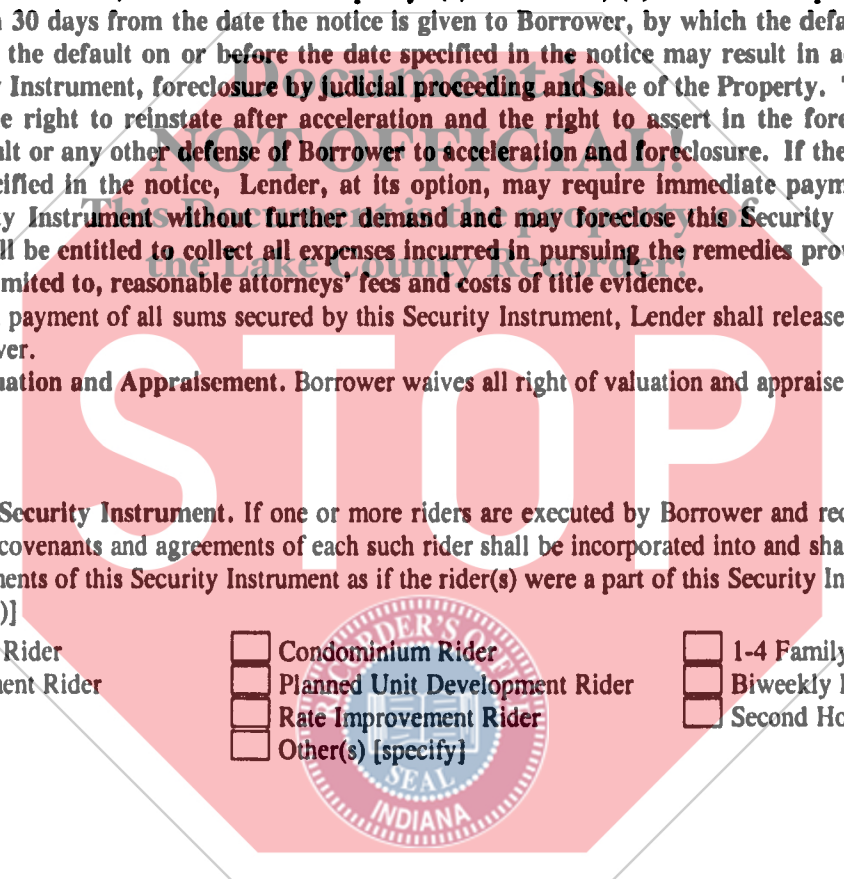 30 days from the date the notice is given to Borrower, by which the defa
the default on or before the date specified in the notice may result in a
y Instrument, foreclosure by judicial proceeding and sale of the Property.
e right to reinstate after acceleration and the right to assert in the fore
ult or any other defense of Borrower to acceleration and foreclosure. If the
cified in the notice, Lender, at its option, may require immediate paym
ty Instrument without further demand and may foreclose this Security
ll be entitled to collect all expenses incurred in pursuing the remedies prov
mited to, reasonable attorneys' fees and costs of title evidence.
payment of all sums secured by this Security Instrument, Lender shall release
ver.
uation and Appraisement. Borrower waives all right of valuation and appraise
Security Instrument. If one or more riders are executed by Borrower and rec
covenants and agreements of each such rider shall be incorporated into and sha
ments of this Security Instrument as if the rider(s) were a part of this Security In
)]
Rider
Condominium Rider
1-4 Family
ment Rider
Planned Unit Development Rider
Biweekly
Rate Improvement Rider
Second Ho
Other(s) [specify]
Document is
NOT OFFICIAL!
This Document is the property of
the Lake County Recorder!
STOP
RECORDER'S OFFICE
SEAL
INDIANA